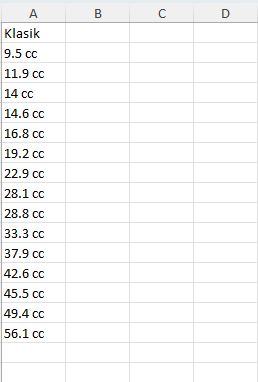 A B C D
Klasik
9.5 cc
11.9 cc
14 cc
14.6 cc
16.8 cc
19.2 cc
22.9 cc
28.1 cc
28.8 cc
33.3 cc
37.9 cc
42.6 cc
45.5 cc
49.4 cc
56.1 cc